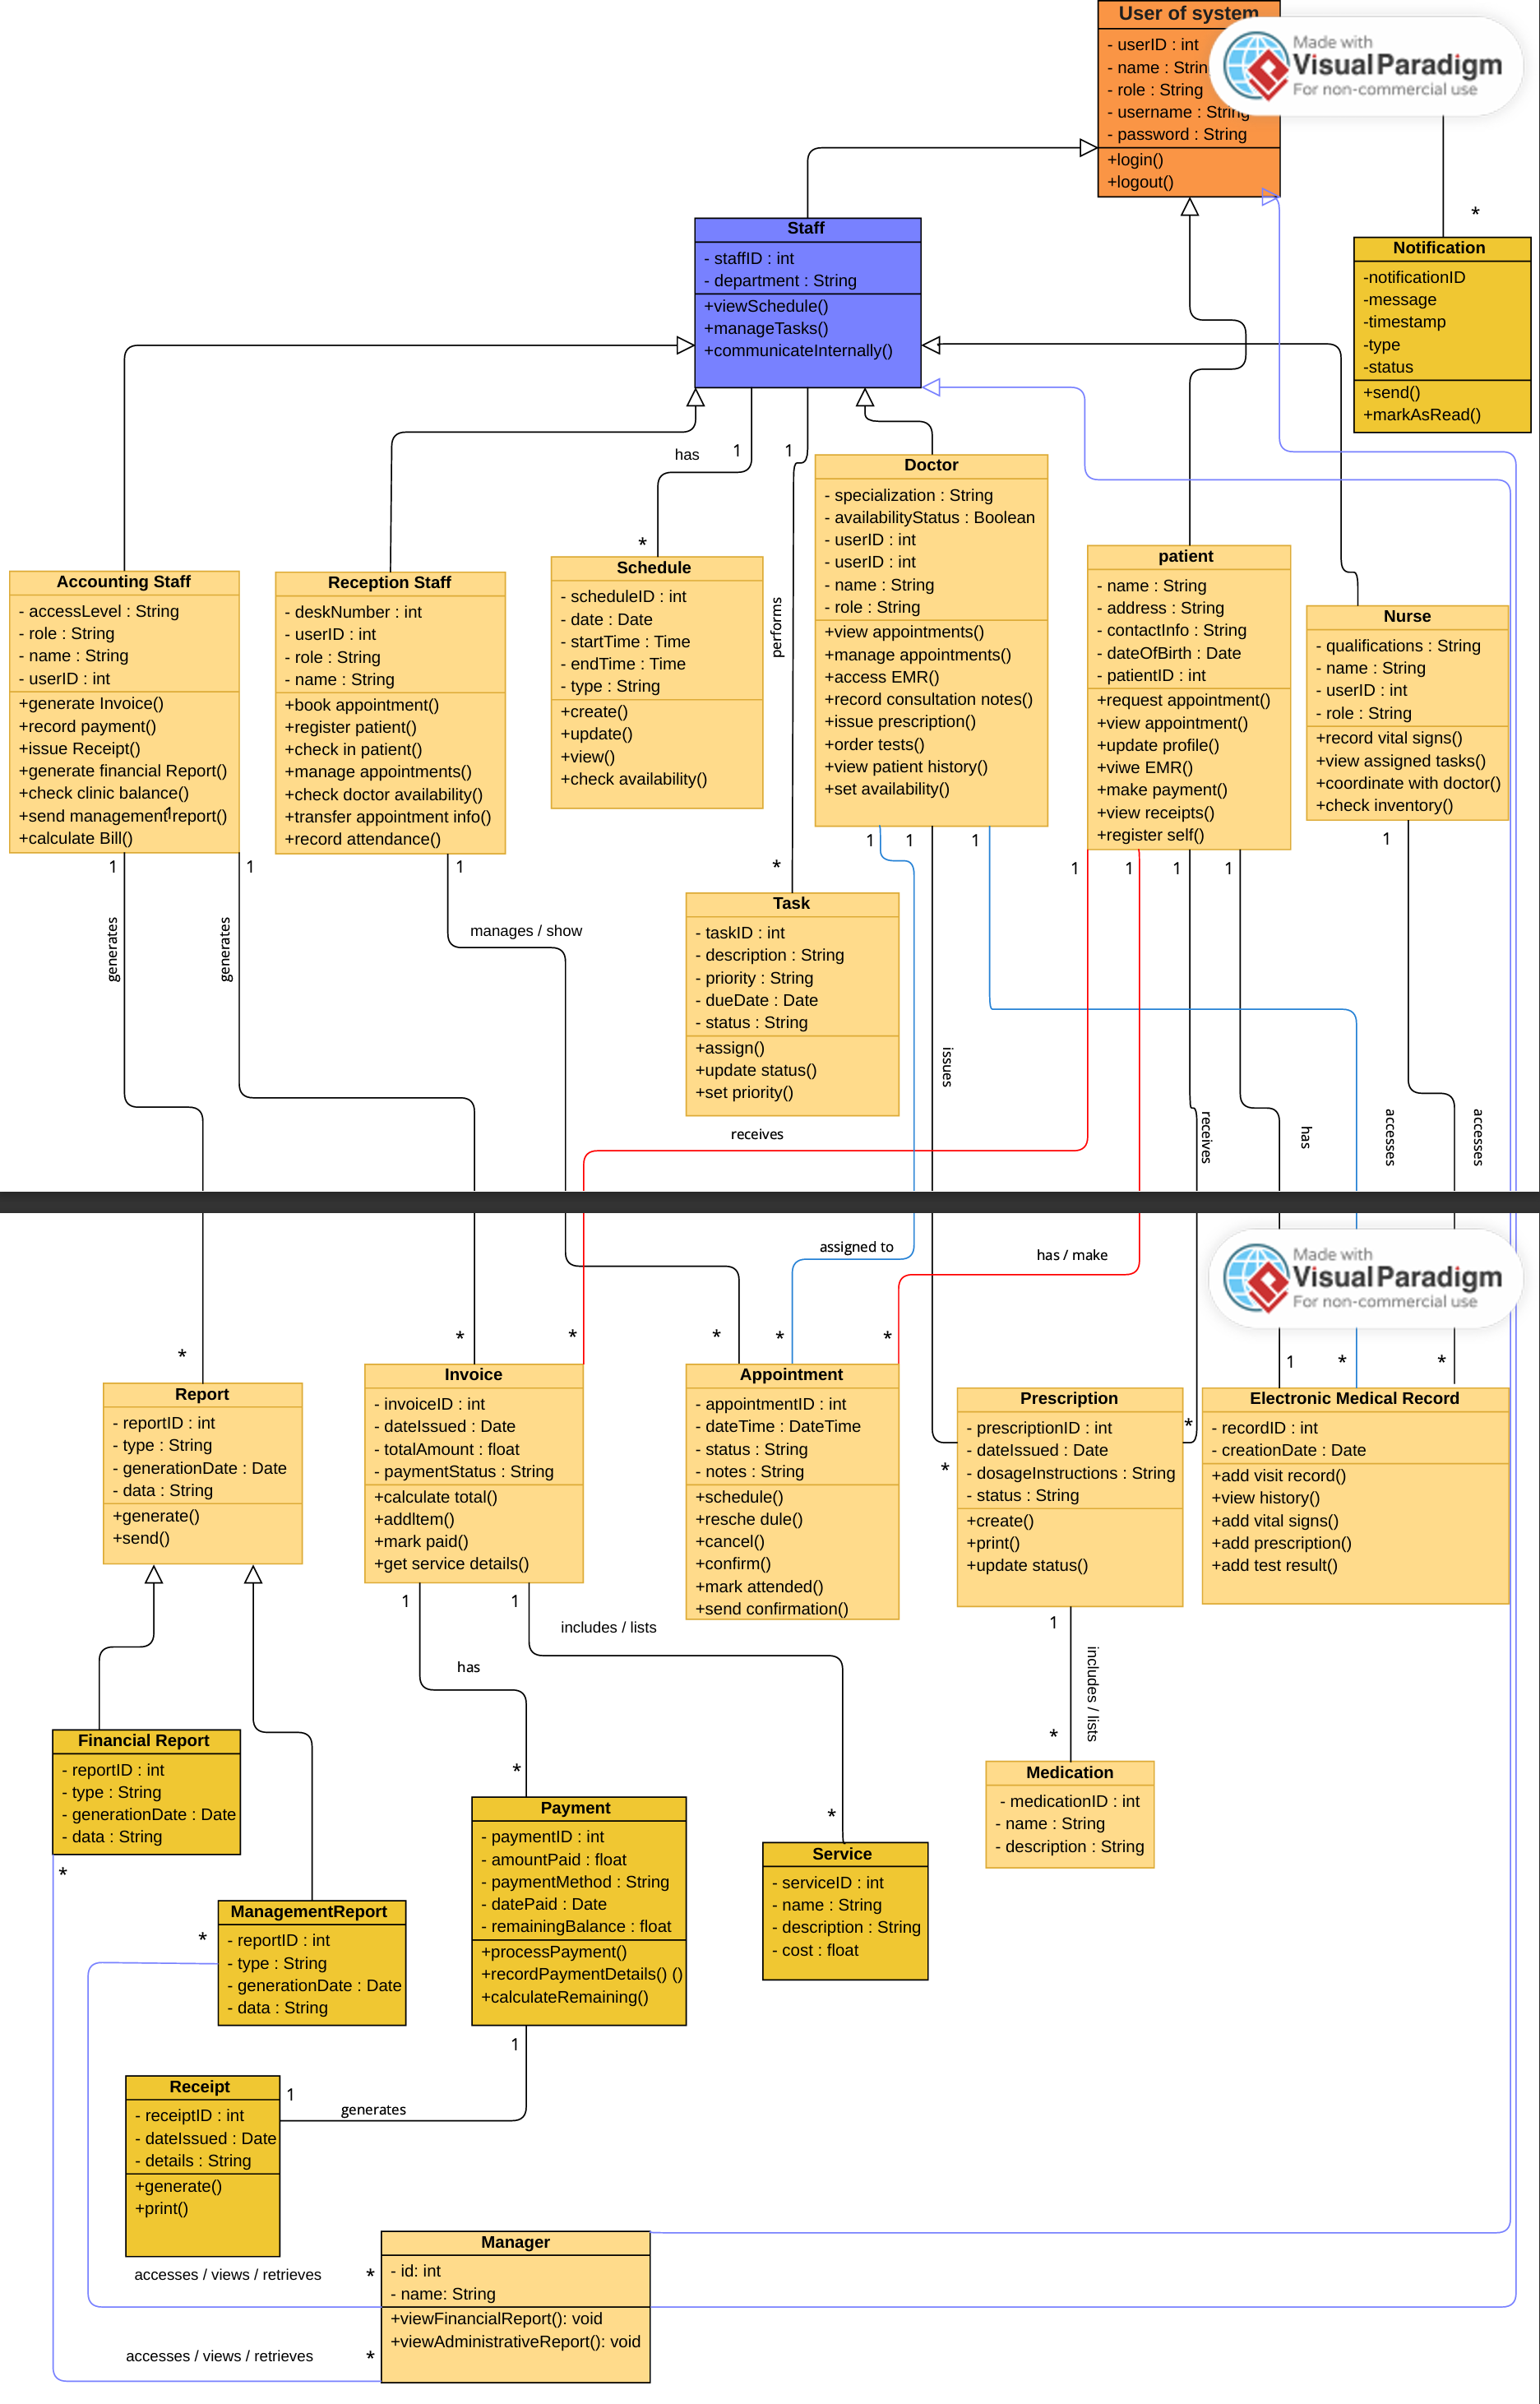 User of system
- userID : int
- name : Strin
- role : String
- username : String
- password : String
+login()
+logout()
Made with
Visual Paradigm
For non-commercial use
*
Notification
-notificationID
-message
-timestamp
-type
-status
+send()
+markAsRead()
Staff
- staffID : int
- department : String
+viewSchedule()
+manageTasks()
+communicateInternally()
has
1
1
*
performs
*
Accounting Staff
- accessLevel : String
- role : String
- name : String
- userID : int
+generate Invoice()
+record payment()
+issue Receipt()
+generate financial Report()
+check clinic balance()
+send management report()
1
+calculate Bill()
Reception Staff
- deskNumber : int
- userID : int
- role : String
- name : String
+book appointment()
+register patient()
+check in patient()
+manage appointments()
+check doctor availability()
+transfer appointment info()
+record attendance()
Schedule
- scheduleID : int
- date : Date
- startTime : Time
- endTime : Time
- type : String
+create()
+update()
+view()
+check availability()
Doctor
- specialization : String
- availabilityStatus : Boolean
- userID : int
- userID : int
- name : String
- role : String
+view appointments()
+manage appointments()
+access EMR()
+record consultation notes()
+issue prescription()
+order tests()
+view patient history()
+set availability()
patient
- name : String
- address : String
- contactInfo : String
- dateOfBirth : Date
- patientID : int
+request appointment()
+view appointment()
+update profile()
+viwe EMR()
+make payment()
+view receipts()
+register self()
Nurse
- qualifications : String
- name : String
- userID : int
- role : String
+record vital signs()
+view assigned tasks()
+coordinate with doctor()
+check inventory()
1
1
1
1
1
1
1
1
1
1
1
generates
generates
manages / show
Task
- taskID : int
- description : String
- priority : String
- dueDate : Date
- status : String
+assign()
+update status()
+set priority()
issues
receives
receives
has
accesses
accesses
Made with
Visual Paradigm
For non-commercial use
assigned to
has / make
*
*
*
*
*
*
1
*
*
Report
- reportID : int
- type : String
- generationDate : Date
- data : String
+generate()
+send()
Invoice
- invoiceID : int
- dateIssued : Date
- totalAmount : float
- paymentStatus : String
+calculate total()
+addItem()
+mark paid()
+get service details()
Appointment
- appointmentID : int
- dateTime : DateTime
- status : String
- notes : String
+schedule()
+resche dule()
+cancel()
+confirm()
+mark attended()
+send confirmation()
*
*
Prescription
- prescriptionID : int
- dateIssued : Date
- dosageInstructions : String
- status : String
+create()
+print()
+update status()
Electronic Medical Record
- recordID : int
- creationDate : Date
+add visit record()
+view history()
+add vital signs()
+add prescription()
+add test result()
1
1
1
has
includes / lists
includes / lists
*
*
*
Financial Report
- reportID : int
- type : String
- generationDate : Date
- data : String
*
Payment
- paymentID : int
- amountPaid : float
- paymentMethod : String
- datePaid : Date
- remainingBalance : float
+processPayment()
+recordPaymentDetails() ()
+calculateRemaining()
Service
- serviceID : int
- name : String
- description : String
- cost : float
Medication
- medicationID : int
- name : String
- description : String
*
ManagementReport
- reportID : int
- type : String
- generationDate : Date
- data : String
1
1
generates
Receipt
- receiptID : int
- dateIssued : Date
- details : String
+generate()
+print()
accesses / views / retrieves
*
Manager
- id: int
- name: String
+viewFinancialReport(): void
+viewAdministrativeReport(): void
accesses / views / retrieves
*